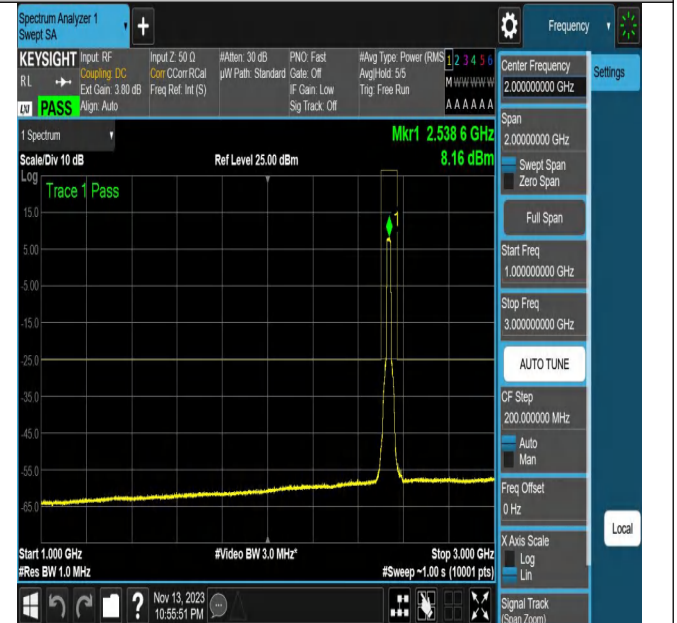 Spectrum Analyzer 1
Swept SA
Frequency
KEYSIGHT
RL
PASS
Input: RF
Coupling: DC
Ext Gain: 3.80 dB
Align: Auto
Input Z: 50 Ω
Corr CCorr RCal
Freq Ref: Int (S)
#Atten: 30 dB
µW Path: Standard
PNO: Fast
Gate: Off
IF Gain: Low
Sig Track: Off
#Avg Type: Power (RMS
Avg|Hold: 5/5
Trig: Free Run
1 2 3 4 5 6
M W W W W W
A A A A A A
1 Spectrum
Scale/Div 10 dB
Log
Ref Level 25.00 dBm
Mkr1 2.538 6 GHz
8.16 dBm
Trace 1 Pass
1
15.0
5.00
-5.00
-15.0
-25.0
-35.0
-45.0
-55.0
-65.0
Start 1.000 GHz
#Res BW 1.0 MHz
#Video BW 3.0 MHz*
Stop 3.000 GHz
#Sweep ~1.00 s (10001 pts)
Nov 13, 2023
10:55:51 PM
Center Frequency
2.000000000 GHz
Settings
Span
2.00000000 GHz
Swept Span
Zero Span
Full Span
Start Freq
1.000000000 GHz
Stop Freq
3.000000000 GHz
AUTO TUNE
CF Step
200.000000 MHz
Auto
Man
Freq Offset
0 Hz
X Axis Scale
Log
Lin
Local
Signal Track
(Span Zoom)